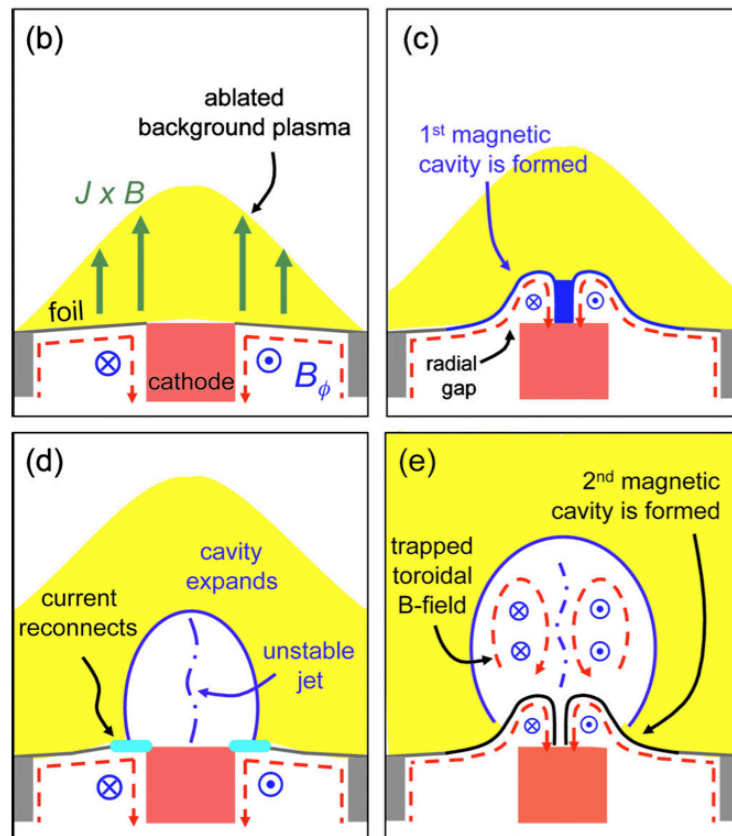 (b)
ablated
background plasma
J x B
foil
cathode
⊗
⊙
Bϕ
(c)
1st magnetic
cavity is formed
⊗
⊙
radial
gap
(d)
cavity
expands
current
reconnects
unstable
jet
⊗
⊙
(e)
2nd magnetic
cavity is formed
trapped
toroidal
B-field
⊗
⊙
⊗
⊙
⊗
⊙